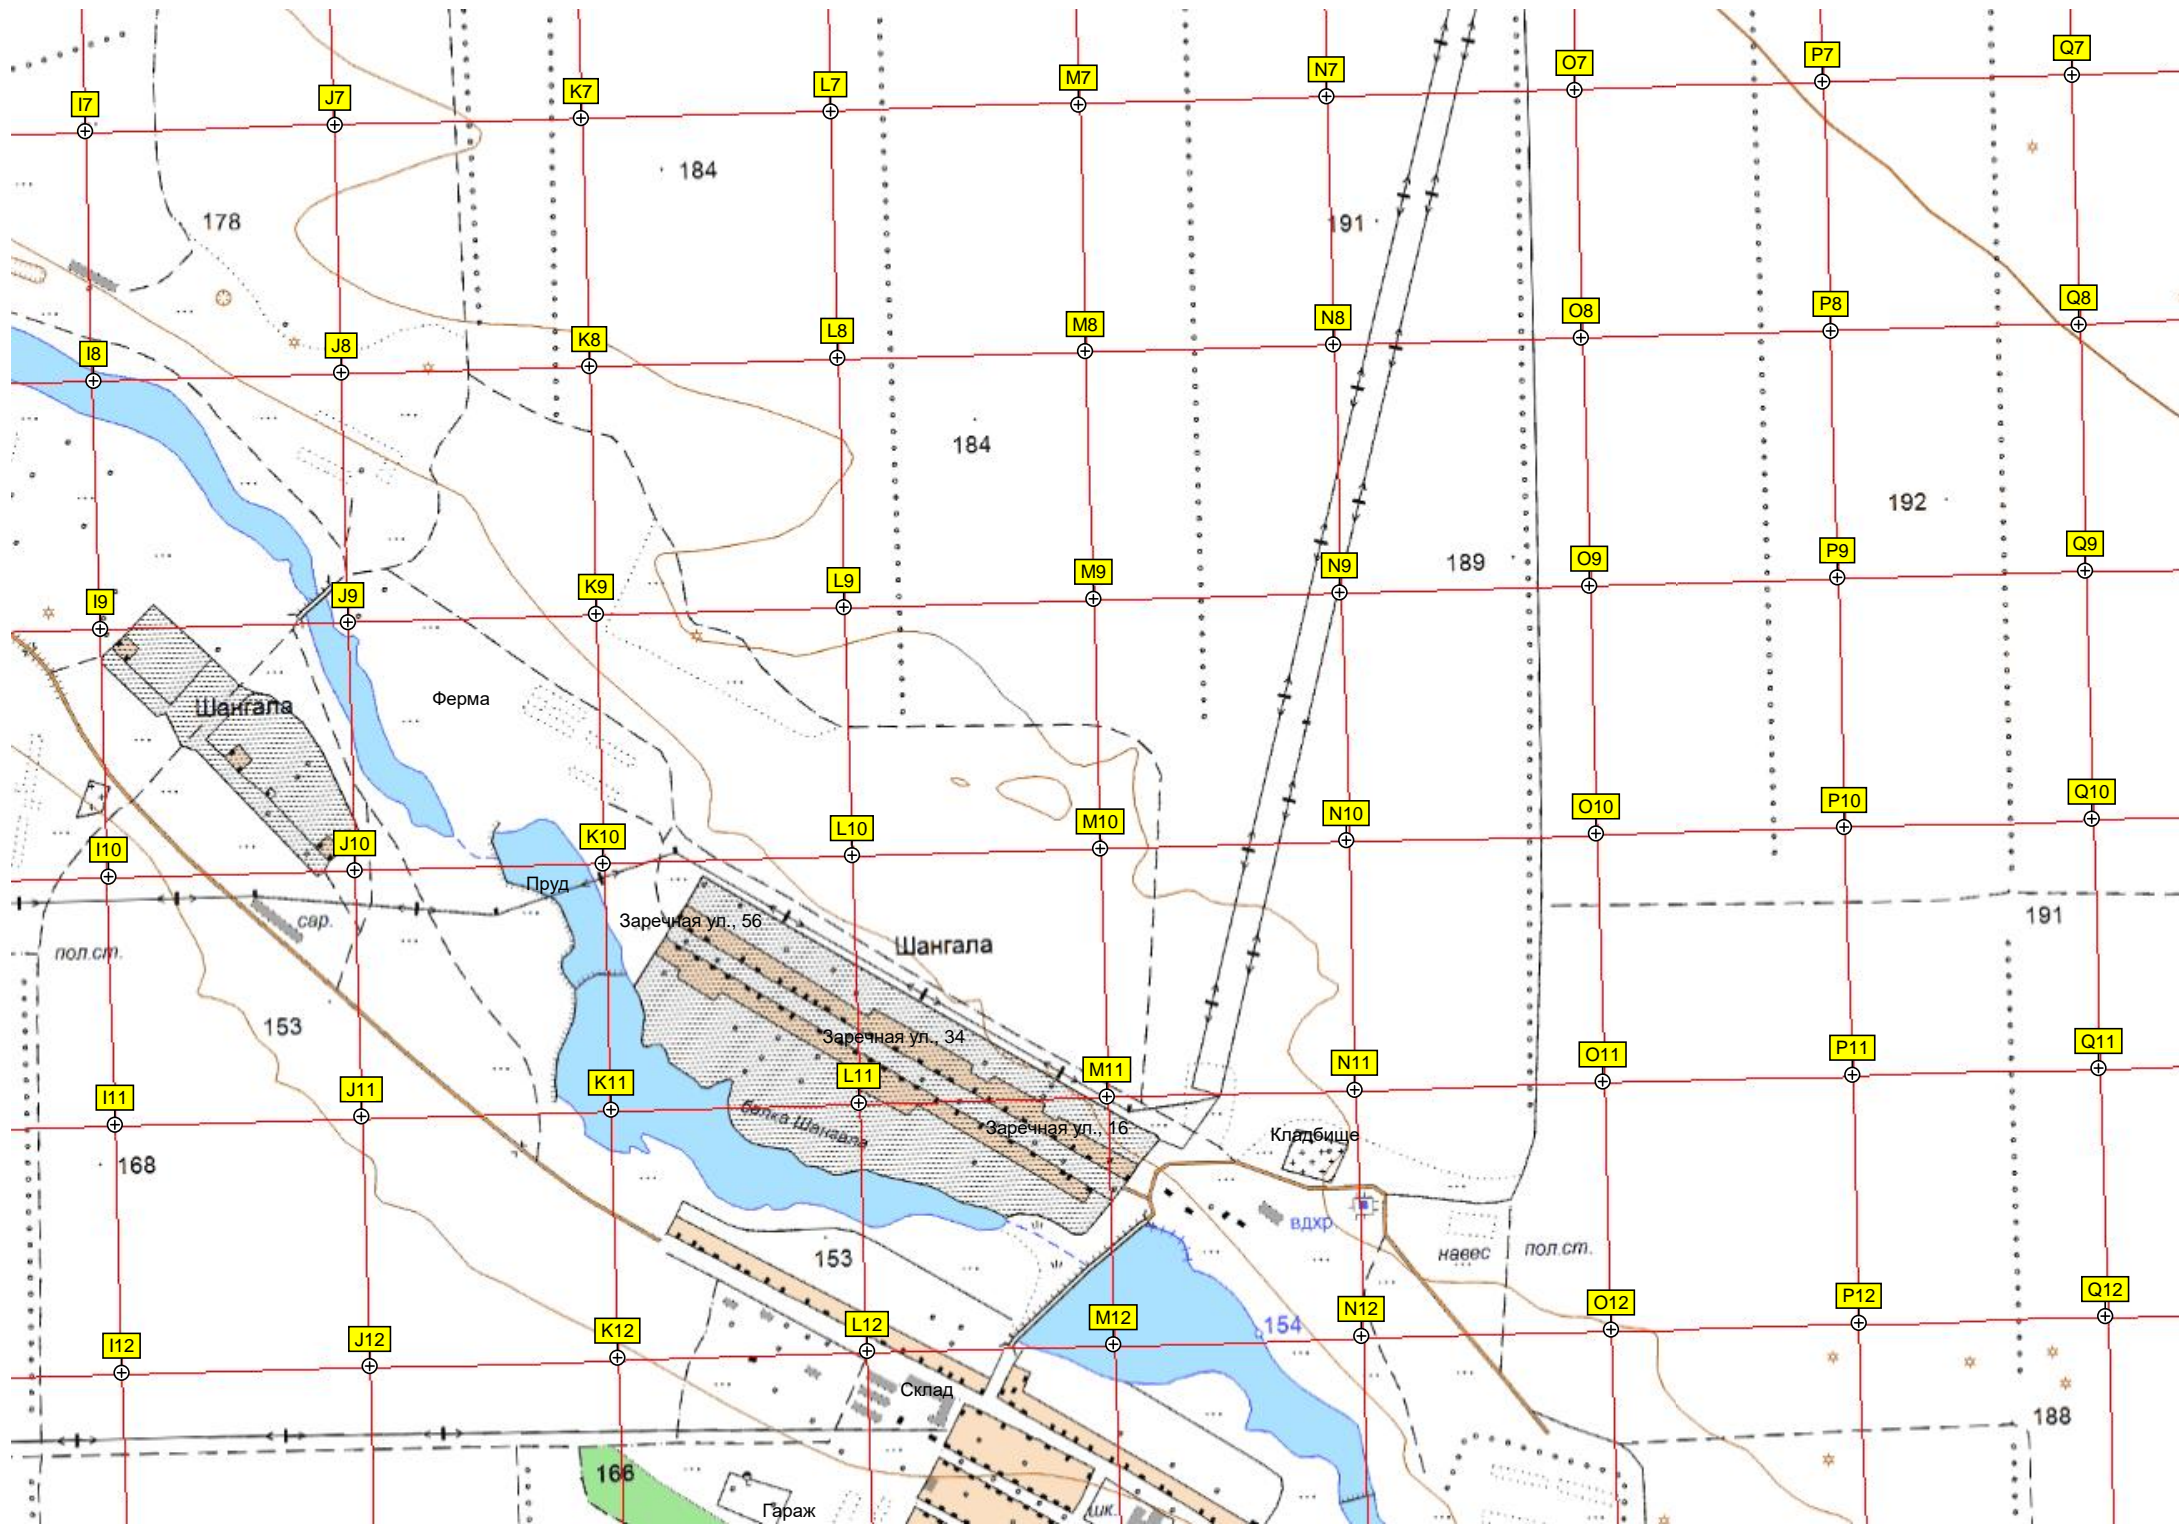 Q7
P7
O7
N7
M7
L7
K7
J7
I7
184
178
191
Q8
P8
O8
N8
M8
L8
K8
J8
I8
184
192
189
Q9
P9
O9
N9
M9
L9
K9
J9
I9
Ферма
Шангала
Q10
P10
O10
N10
M10
L10
K10
J10
I10
Пруд
191
сар.
Заречная ул., 56
Шангала
пол.ст.
153
Заречная ул., 34
Q11
P11
O11
N11
M11
L11
K11
J11
I11
балка Шангала
Заречная ул., 16
Кладбище
168
вдхр.
153
навес
пол.ст.
Q12
P12
O12
N12
M12
L12
K12
J12
I12
154
Склад
188
166
Гараж
шк.